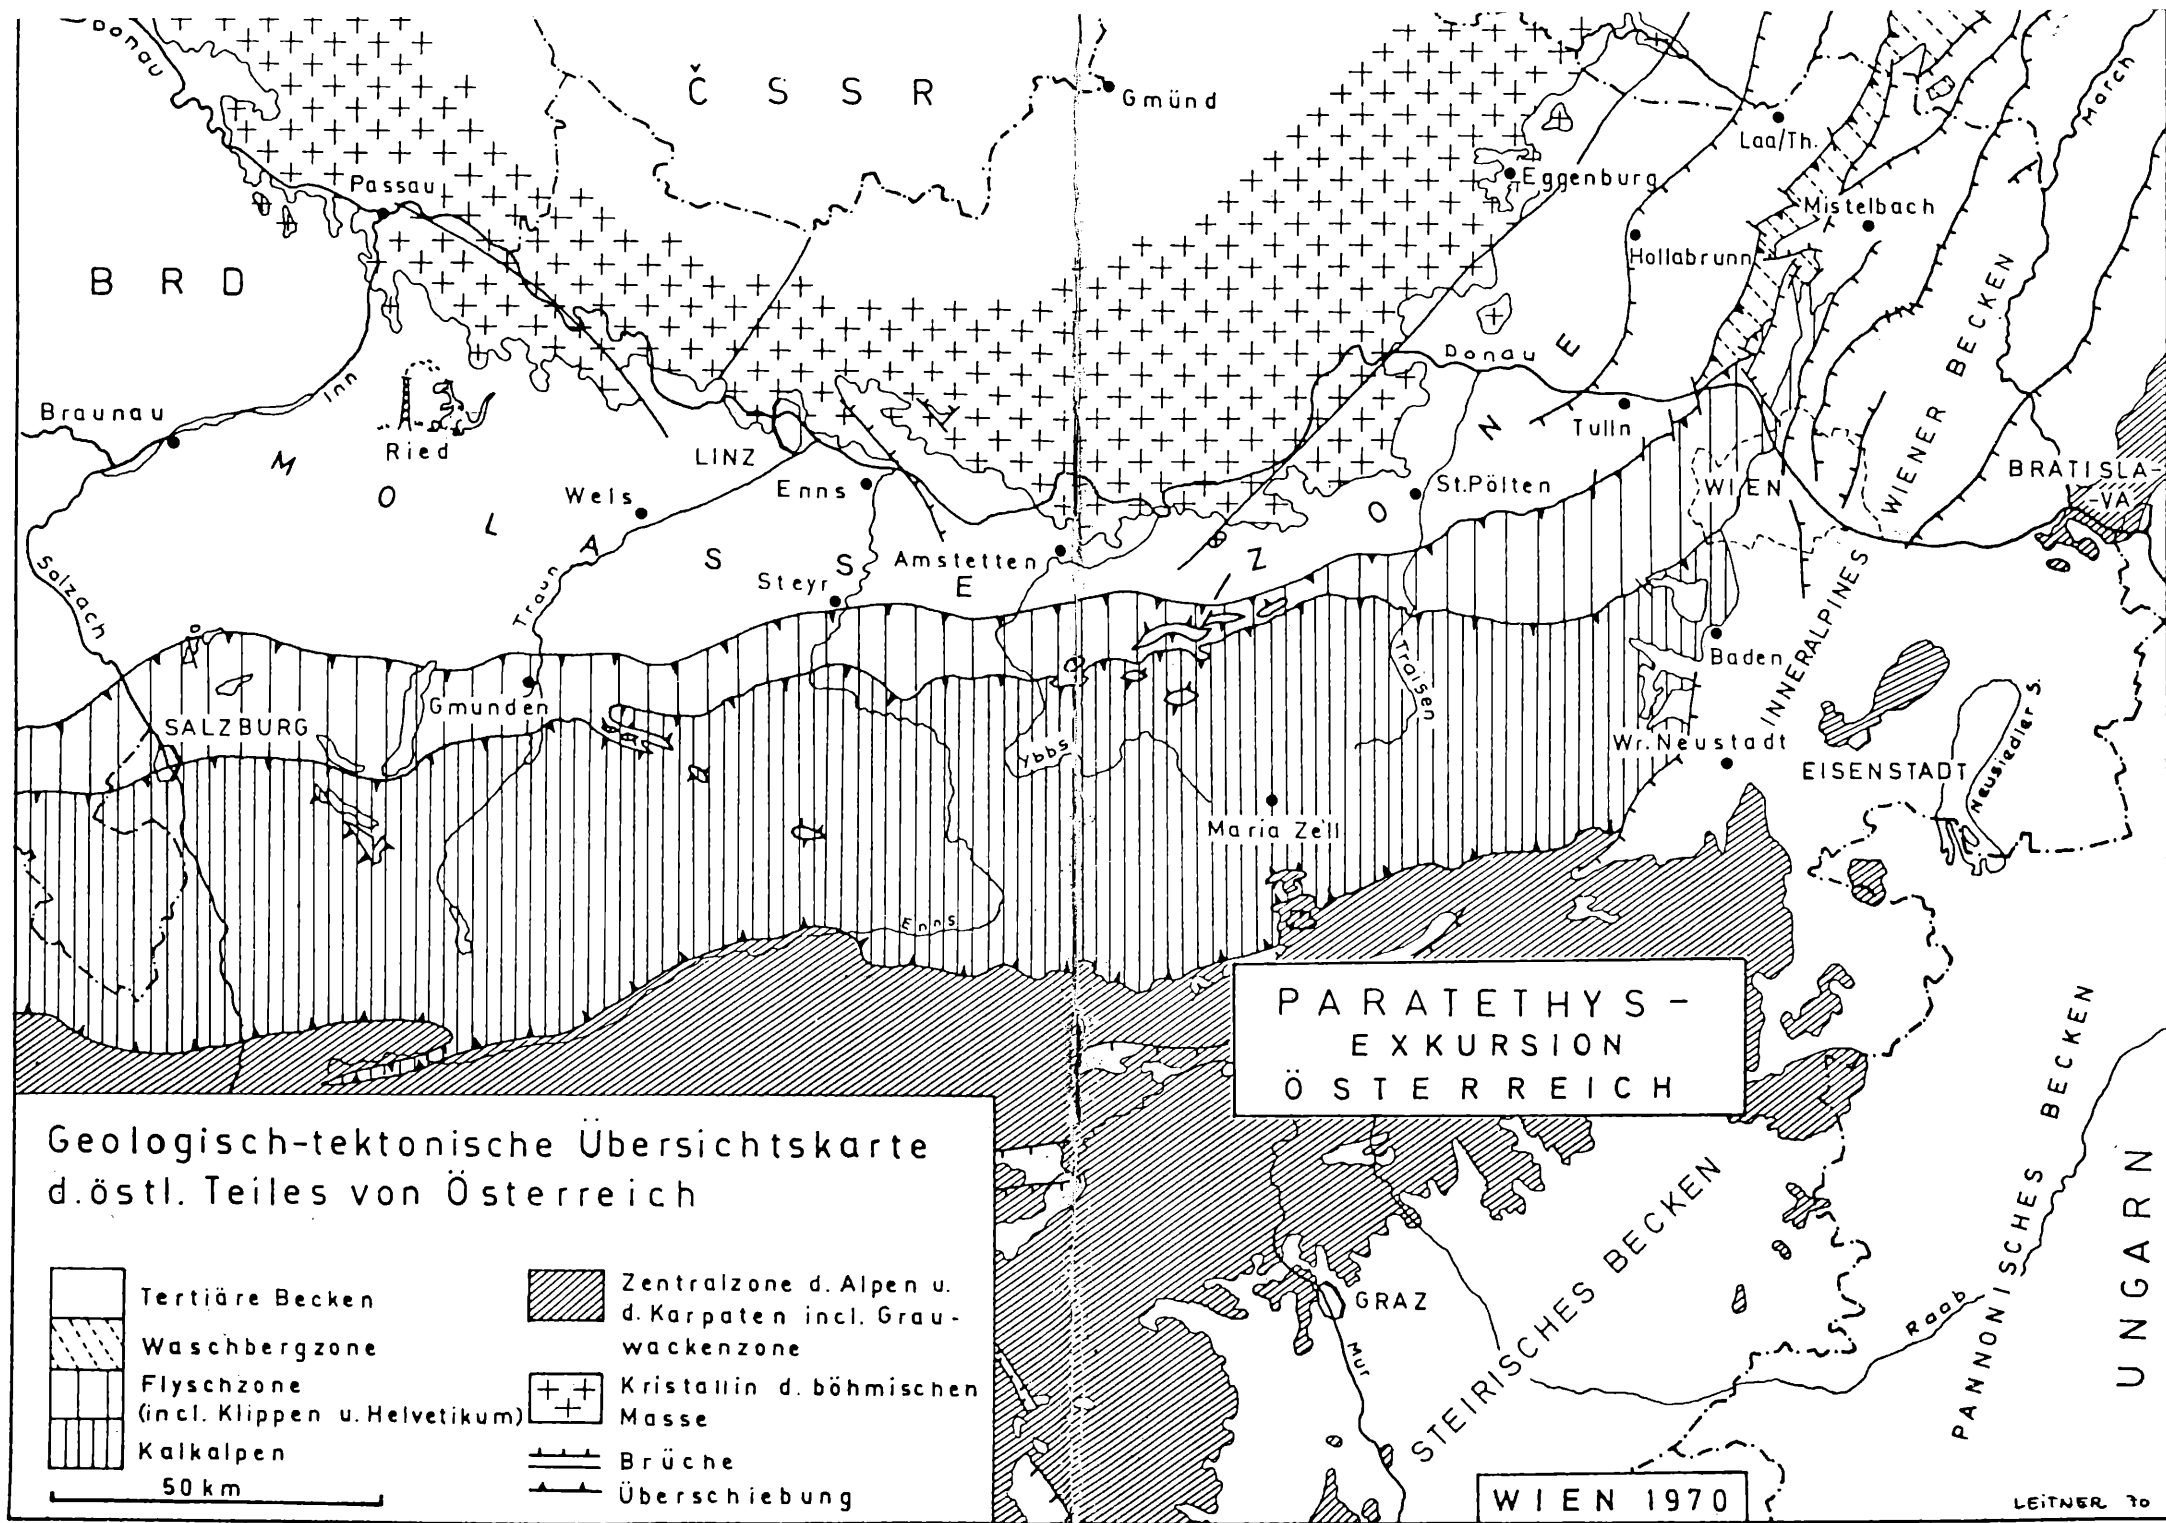 Donau
ČSSR
Gmünd
March
Laa/Th.
Passau
Eggenburg
Mistelbach
Hollabrunn
BRD
Inn
Donau
Braunau
Ried
Tulln
MOLASSE ZONE
LINZ
Wels
Enns
St.Pölten
WIEN
WIENER BECKEN
BRATISLA-
-VA
Salzach
Traun
Steyr
Amstetten
INNERALPINES
Baden
Traisen
Gmunden
SALZBURG
Ybbs
Wr.Neustadt
EISENSTADT
Neusiedler S.
Maria Zell
Enns
PARATETHYS-
EXKURSION
ÖSTERREICH
PANNONISCHES BECKEN
UNGARN
STEIRISCHES BECKEN
GRAZ
Mur
Raab
Geologisch-tektonische Übersichtskarte
d.östl. Teiles von Österreich
Tertiäre Becken
Waschbergzone
Flyschzone
(incl. Klippen u. Helvetikum)
Kalkalpen
50 km
Zentralzone d. Alpen u.
d. Karpaten incl. Grau-
wackenzone
Kristallin d. böhmischen
Masse
Brüche
Überschiebung
WIEN 1970
LEITNER 70